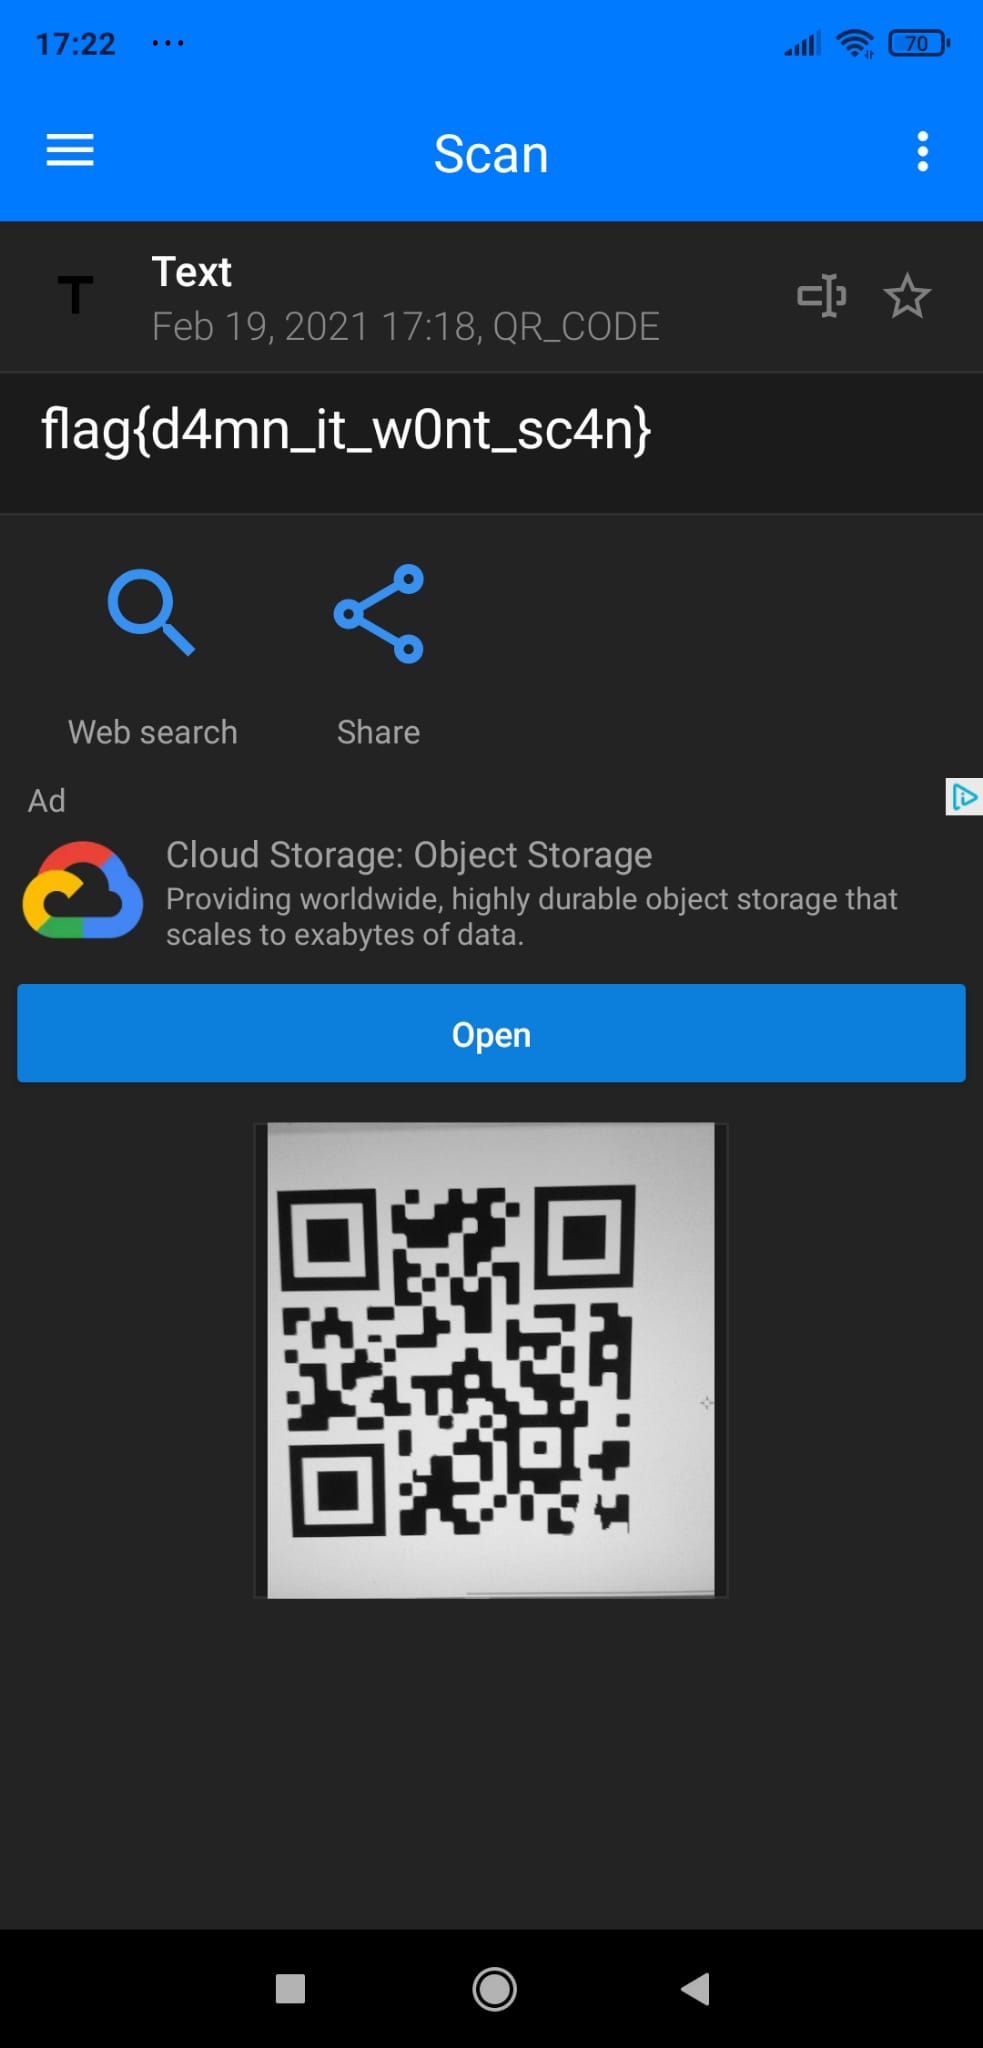 17:22 ... 70
Scan
T Text
Feb 19, 2021 17:18, QR_CODE
flag{d4mn_it_w0nt_sc4n}
Web search Share
Ad
Cloud Storage: Object Storage
Providing worldwide, highly durable object storage that
scales to exabytes of data.
Open